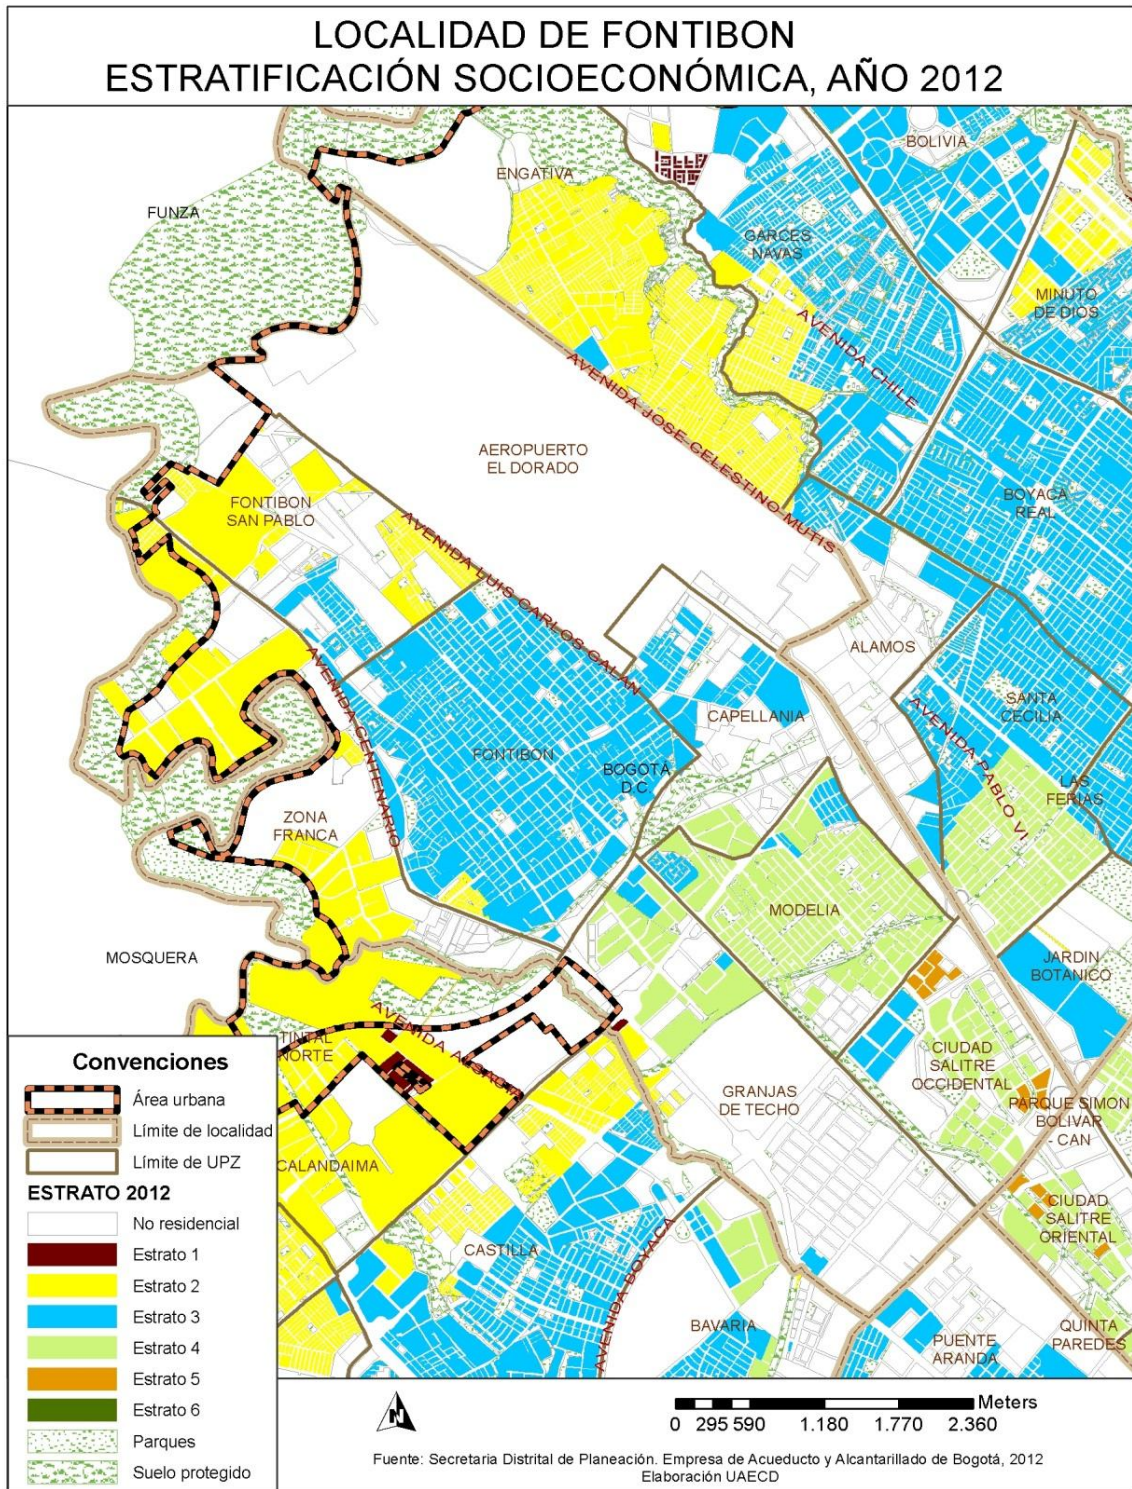 LOCALIDAD DE FONTIBON
ESTRATIFICACIÓN SOCIOECONÓMICA, AÑO 2012
BOLIVIA
ENGATIVA
FUNZA
GARCES
NAVAS
MINUTO
DE DIOS
AVENIDA CHILE
AVENIDA JOSE CELESTINO MUTIS
AEROPUERTO
EL DORADO
FONTIBON
SAN PABLO
BOYACA
REAL
AVENIDA LUIS CARLOS GALAN
ALAMOS
SANTA
CECILIA
CAPELLANIA
AVENIDA CENTENARIO
FONTIBON
BOGOTÁ
D.C.
AVENIDA PABLO VI
LAS
FERIAS
ZONA
FRANCA
MODELIA
MOSQUERA
JARDIN
BOTANICO
TINTAL
NORTE
AVENIDA
CIUDAD
SALITRE
OCCIDENTAL
GRANJAS
DE TECHO
PARQUE SIMON
BOLIVAR
- CAN
CALANDAIMA
CIUDAD
SALITRE
ORIENTAL
CASTILLA
AVENIDA BOYACA
BAVARIA
PUENTE
ARANDA
QUINTA
PAREDES
Convenciones
Área urbana
Límite de localidad
Límite de UPZ
ESTRATO 2012
No residencial
Estrato 1
Estrato 2
Estrato 3
Estrato 4
Estrato 5
Estrato 6
Parques
Suelo protegido
N
Meters
0 295 590 1.180 1.770 2.360
Fuente: Secretaria Distrital de Planeación. Empresa de Acueducto y Alcantarillado de Bogotá, 2012
Elaboración UAECD